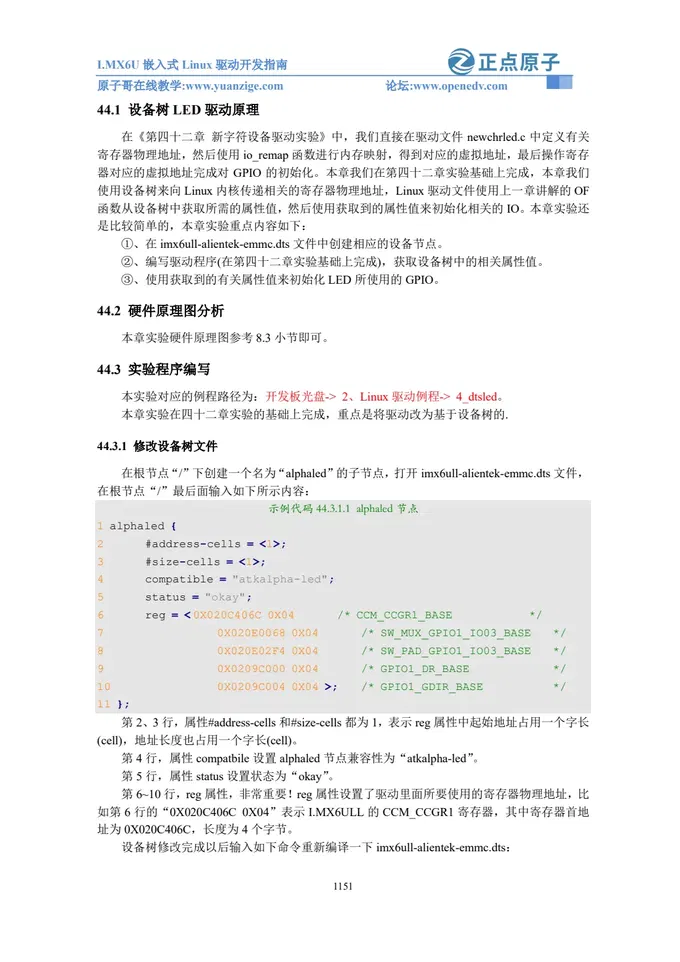 I.MX6U 嵌入式 Linux 驱动开发指南
正点原子
原子哥在线教学:www.yuanzige.com
论坛:www.openedv.com
44.1 设备树 LED 驱动原理
在《第四十二章 新字符设备驱动实验》中，我们直接在驱动文件 newchrled.c 中定义有关
寄存器物理地址，然后使用 io_remap 函数进行内存映射，得到对应的虚拟地址，最后操作寄存
器对应的虚拟地址完成对 GPIO 的初始化。本章我们在第四十二章实验基础上完成，本章我们
使用设备树来向 Linux 内核传递相关的寄存器物理地址，Linux 驱动文件使用上一章讲解的 OF
函数从设备树中获取所需的属性值，然后使用获取到的属性值来初始化相关的 IO。本章实验还
是比较简单的，本章实验重点内容如下：
①、在 imx6ull-alientek-emmc.dts 文件中创建相应的设备节点。
②、编写驱动程序(在第四十二章实验基础上完成)，获取设备树中的相关属性值。
③、使用获取到的有关属性值来初始化 LED 所使用的 GPIO。
44.2 硬件原理图分析
本章实验硬件原理图参考 8.3 小节即可。
44.3 实验程序编写
本实验对应的例程路径为：开发板光盘-> 2、Linux 驱动例程-> 4_dtsled。
本章实验在四十二章实验的基础上完成，重点是将驱动改为基于设备树的.
44.3.1 修改设备树文件
在根节点“/”下创建一个名为“alphaled”的子节点，打开 imx6ull-alientek-emmc.dts 文件，
在根节点“/”最后面输入如下所示内容：
示例代码 44.3.1.1 alphaled 节点
1 alphaled {
2 #address-cells = <1>;
3 #size-cells = <1>;
4 compatible = "atkalpha-led";
5 status = "okay";
6 reg = < 0X020C406C 0X04 /* CCM_CCGR1_BASE */
7 0X020E0068 0X04 /* SW_MUX_GPIO1_IO03_BASE */
8 0X020E02F4 0X04 /* SW_PAD_GPIO1_IO03_BASE */
9 0X0209C000 0X04 /* GPIO1_DR_BASE */
10 0X0209C004 0X04 >; /* GPIO1_GDIR_BASE */
11 };
第 2、3 行，属性#address-cells 和#size-cells 都为 1，表示 reg 属性中起始地址占用一个字长
(cell)，地址长度也占用一个字长(cell)。
第 4 行，属性 compatbile 设置 alphaled 节点兼容性为“atkalpha-led”。
第 5 行，属性 status 设置状态为“okay”。
第 6~10 行，reg 属性，非常重要！reg 属性设置了驱动里面所要使用的寄存器物理地址，比
如第 6 行的“0X020C406C 0X04”表示 I.MX6ULL 的 CCM_CCGR1 寄存器，其中寄存器首地
址为 0X020C406C，长度为 4 个字节。
设备树修改完成以后输入如下命令重新编译一下 imx6ull-alientek-emmc.dts：
1151